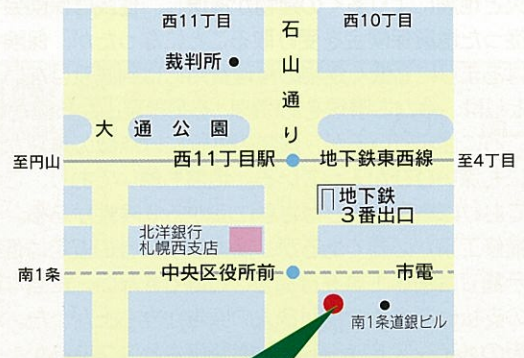 西11丁目
西10丁目
石山通り
裁判所
大通公園
至円山
西11丁目駅
地下鉄東西線
至4丁目
地下鉄
3番出口
北洋銀行
札幌西支店
南1条
中央区役所前
市電
南1条道銀ビル